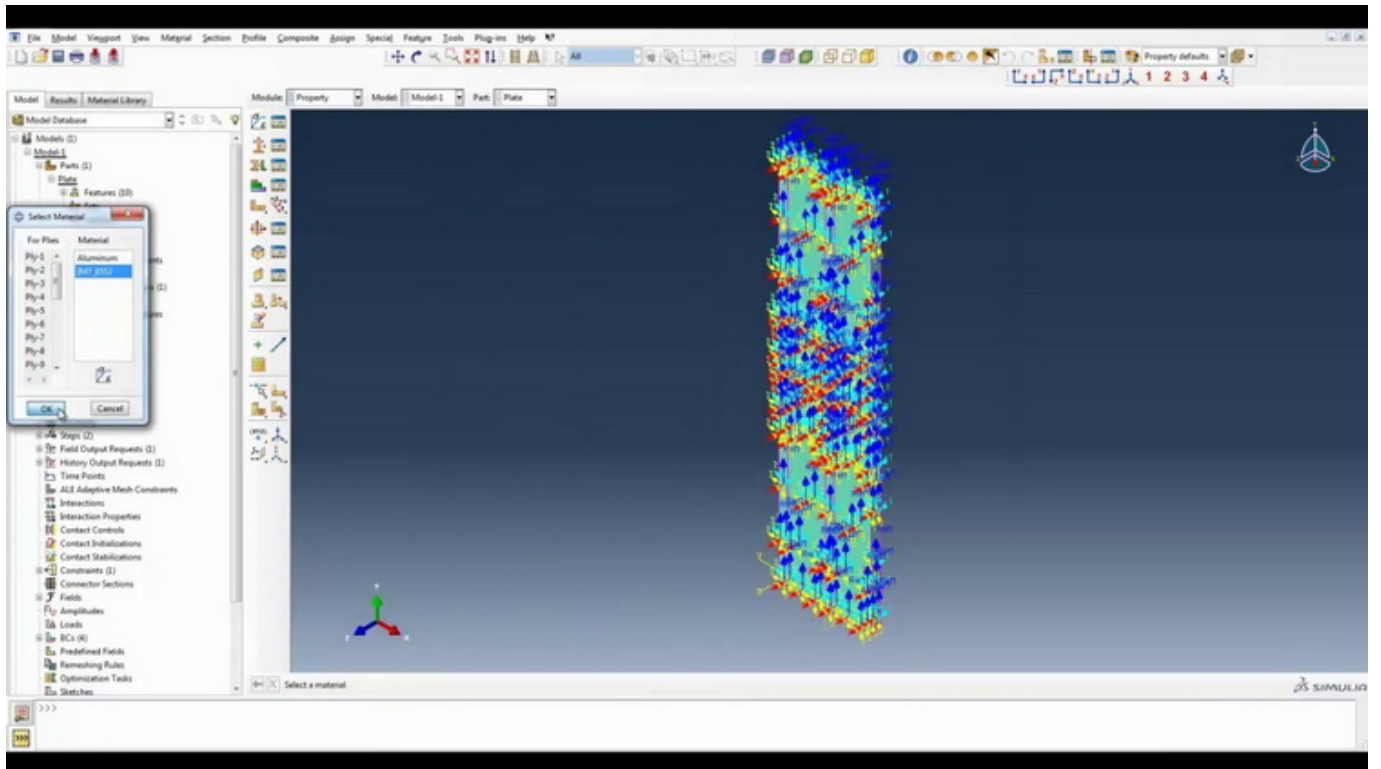 File Model Viewport View Material Section Profile Composite Assign Special Feature Tools Plug-ins Help
All
Property defaults
1 2 3 4
Model Results Material Library
Module: Property Model: Model-1 Part: Plate
Model Database
Models (1)
Model-1
Parts (1)
Plate
Features (10)
Select Material
For Plies Material
Ply-1 Aluminum
Ply-2 IM7_8552
Ply-3
Ply-4
Ply-5
Ply-6
Ply-7
Ply-8
Ply-9
OK Cancel
Steps (2)
Field Output Requests (1)
History Output Requests (1)
Time Points
ALE Adaptive Mesh Constraints
Interactions
Interaction Properties
Contact Controls
Contact Initializations
Contact Stabilizations
Constraints (1)
Connector Sections
Fields
Amplitudes
Loads
BCs (4)
Predefined Fields
Remeshing Rules
Optimization Tasks
Sketches
Select a material
SIMULIA
>>>